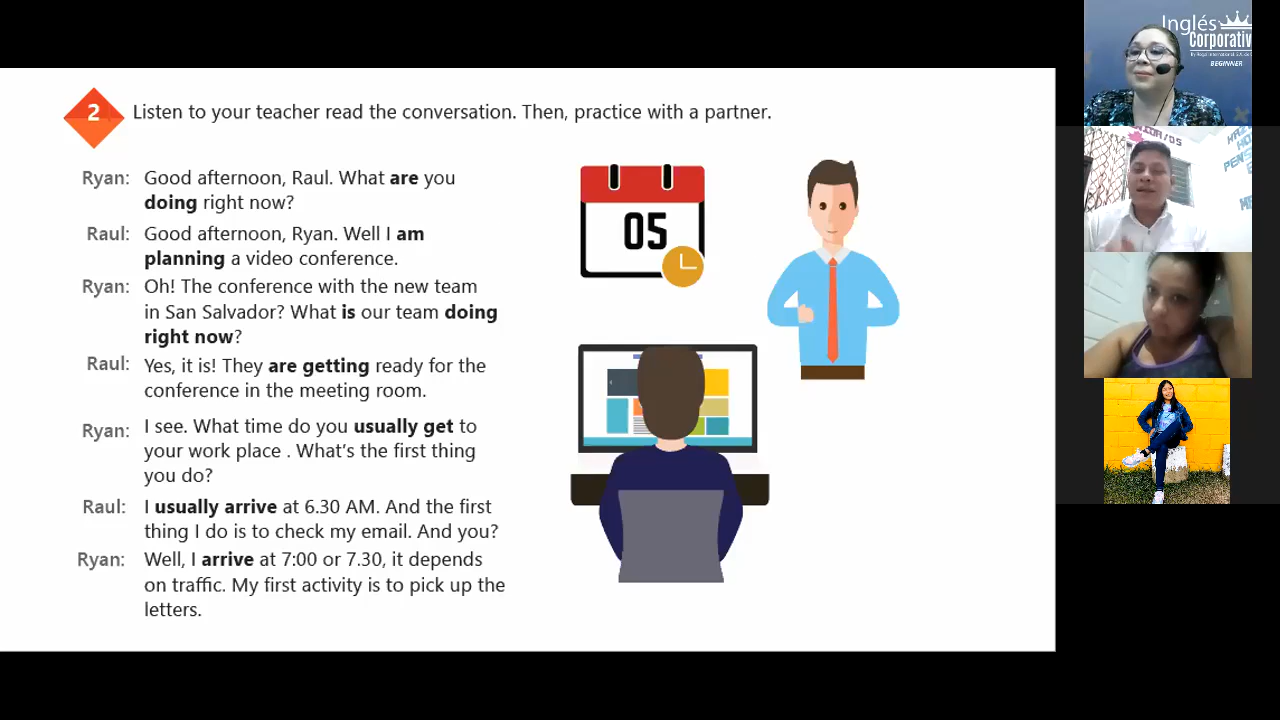 2 Listen to your teacher read the conversation. Then, practice with a partner.
Ryan: Good afternoon, Raul. What are you
doing right now?
Raul: Good afternoon, Ryan. Well I am
planning a video conference.
Ryan: Oh! The conference with the new team
in San Salvador? What is our team doing
right now?
Raul: Yes, it is! They are getting ready for the
conference in the meeting room.
Ryan: I see. What time do you usually get to
your work place . What's the first thing
you do?
Raul: I usually arrive at 6.30 AM. And the first
thing I do is to check my email. And you?
Ryan: Well, I arrive at 7:00 or 7.30, it depends
on traffic. My first activity is to pick up the
letters.
05
Inglés
Corporativ
BEGINNER